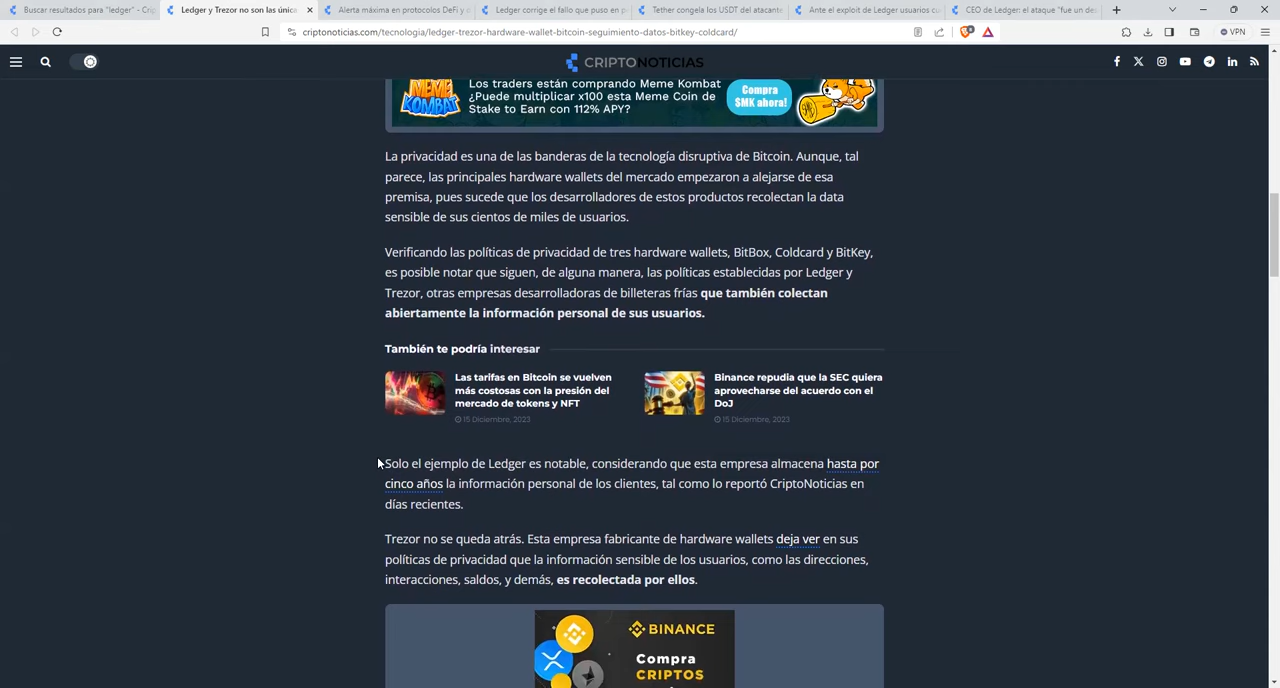 Buscar resultados para "ledger" - Crip
Ledger y Trezor no son las única
Alerta máxima en protocolos DeFi y d
Ledger corrige el fallo que puso en p
Tether congela los USDT del atacante
Ante el exploit de Ledger usuarios cu
CEO de Ledger: el ataque "fue un des
criptonoticias.com/tecnologia/ledger-trezor-hardware-wallet-bitcoin-seguimiento-datos-bitkey-coldcard/
VPN
CRIPTONOTICIAS
MEME KOMBAT
Los traders están comprando Meme Kombat
¿Puede multiplicar x100 esta Meme Coin de
Stake to Earn con 112% APY?
Compra
$MK ahora!
La privacidad es una de las banderas de la tecnología disruptiva de Bitcoin. Aunque, tal
parece, las principales hardware wallets del mercado empezaron a alejarse de esa
premisa, pues sucede que los desarrolladores de estos productos recolectan la data
sensible de sus cientos de miles de usuarios.
Verificando las políticas de privacidad de tres hardware wallets, BitBox, Coldcard y BitKey,
es posible notar que siguen, de alguna manera, las políticas establecidas por Ledger y
Trezor, otras empresas desarrolladoras de billeteras frías que también colectan
abiertamente la información personal de sus usuarios.
También te podría interesar
Las tarifas en Bitcoin se vuelven
más costosas con la presión del
mercado de tokens y NFT
15 Diciembre, 2023
Binance repudia que la SEC quiera
aprovecharse del acuerdo con el
DoJ
15 Diciembre, 2023
Solo el ejemplo de Ledger es notable, considerando que esta empresa almacena hasta por
cinco años la información personal de los clientes, tal como lo reportó CriptoNoticias en
días recientes.
Trezor no se queda atrás. Esta empresa fabricante de hardware wallets deja ver en sus
políticas de privacidad que la información sensible de los usuarios, como las direcciones,
interacciones, saldos, y demás, es recolectada por ellos.
BINANCE
Compra
CRIPTOS